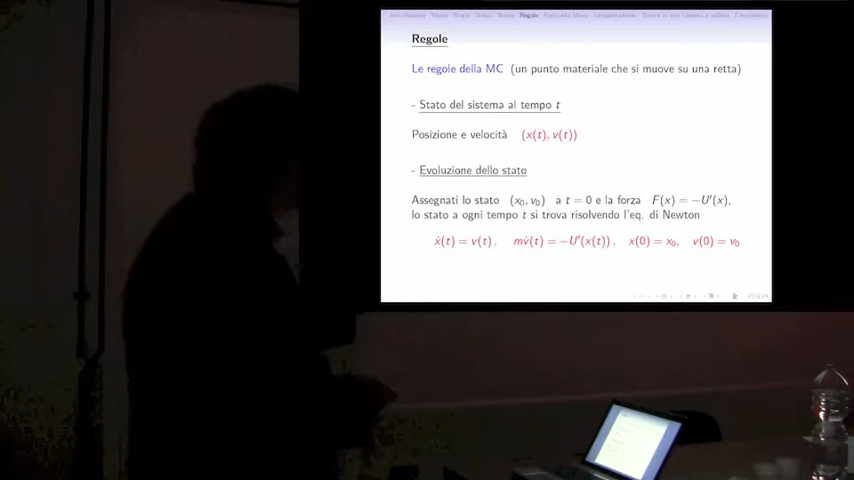 Regole
Regole
Le regole della MC (un punto materiale che si muove su una retta)
- Stato del sistema al tempo t
Posizione e velocità (x(t), v(t))
- Evoluzione dello stato
Assegnati lo stato (x₀, v₀) a t = 0 e la forza F(x) = −U′(x),
lo stato a ogni tempo t si trova risolvendo l'eq. di Newton
ẋ(t) = v(t), mv̇(t) = −U′(x(t)), x(0) = x₀, v(0) = v₀